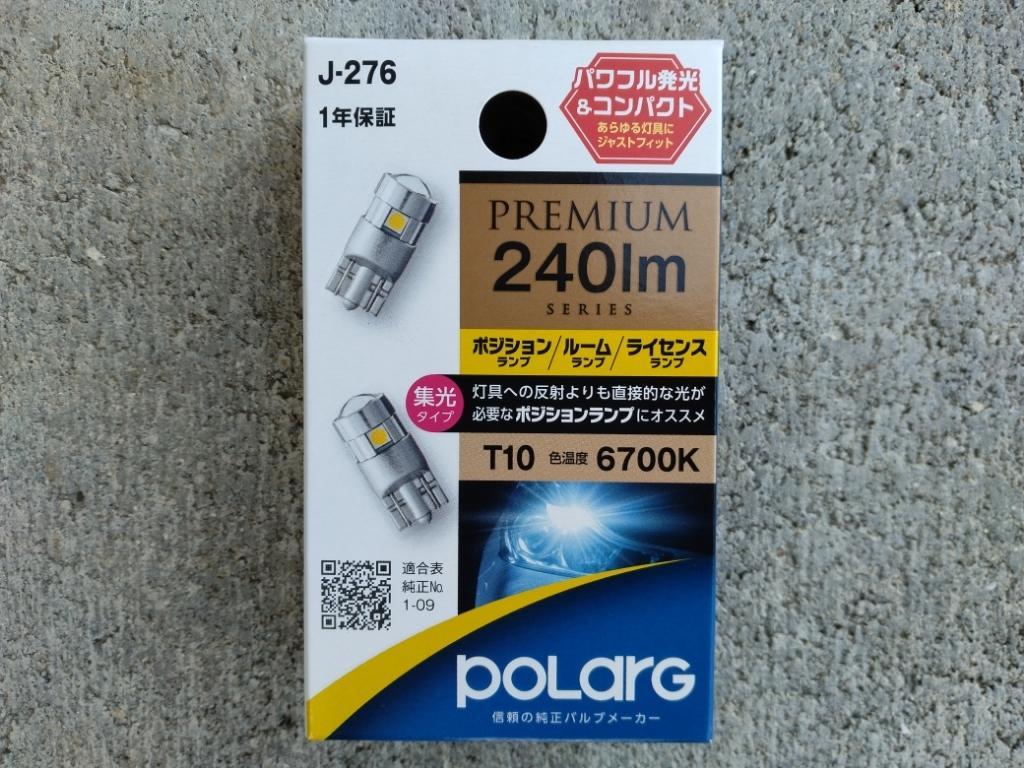 J-276
1年保証
パワフル発光
&コンパクト
あらゆる灯具に
ジャストフィット
PREMIUM
240lm
SERIES
ポジションランプ/ルームランプ/ライセンスランプ
集光
タイプ
灯具への反射よりも直接的な光が
必要なポジションランプにオススメ
T10 色温度 6700K
適合表
純正No.
1-09
POLARG
信頼の純正バルブメーカー